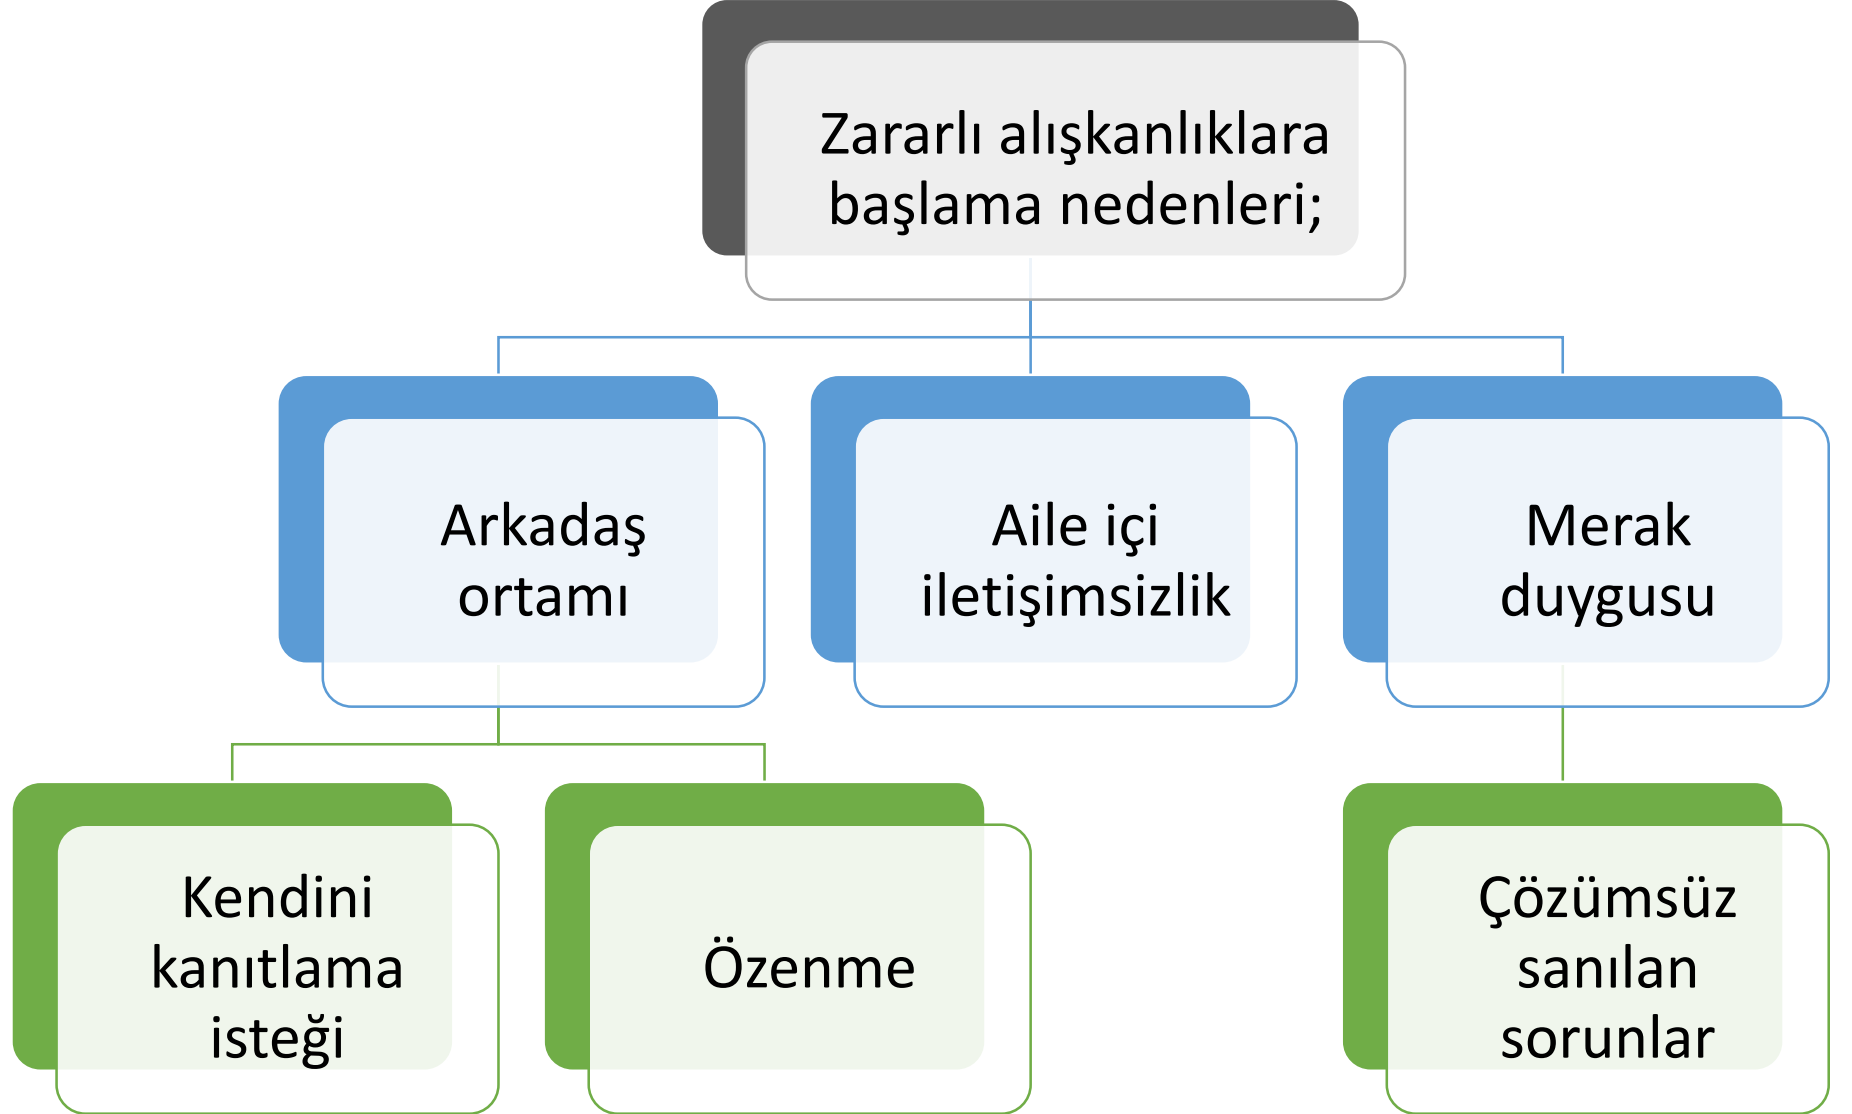 Zararlı alışkanlıklara
başlama nedenleri;
Arkadaş
ortamı
Aile içi
iletişimsizlik
Merak
duygusu
Kendini
kanıtlama
isteği
Özenme
Çözümsüz
sanılan
sorunlar